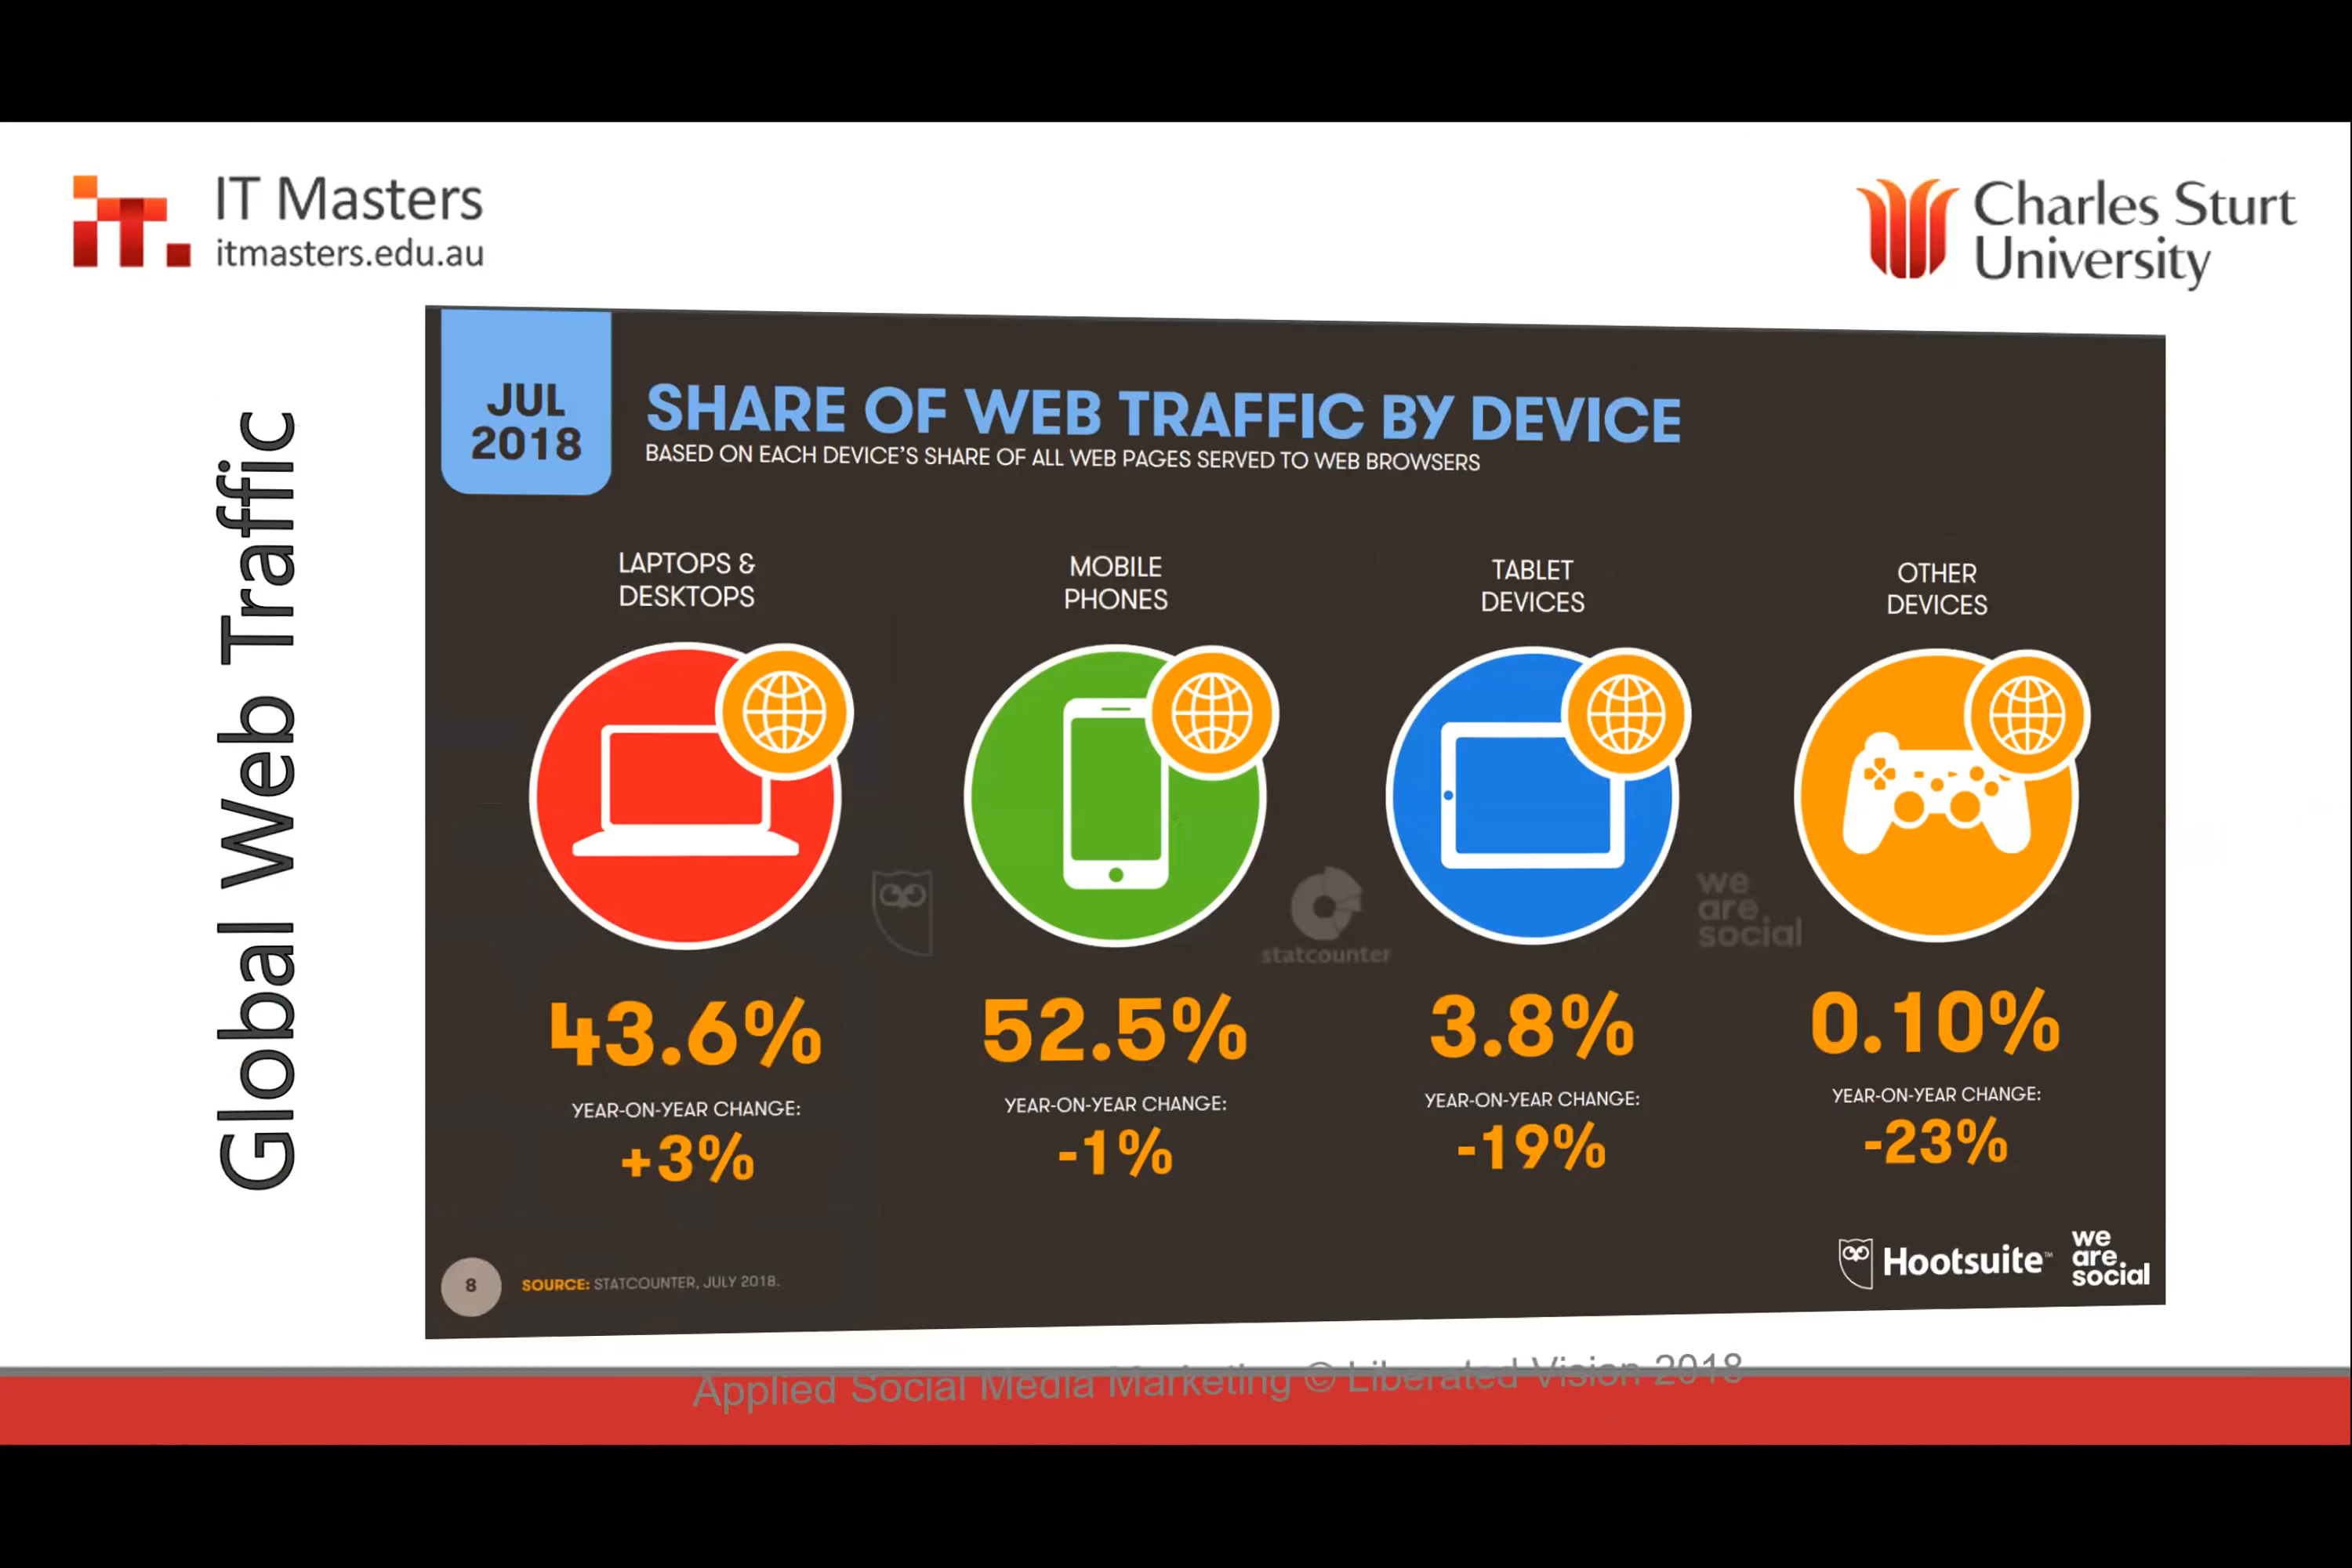 IT Masters
itmasters.edu.au
Charles Sturt
University
Global Web Traffic
JUL
2018
SHARE OF WEB TRAFFIC BY DEVICE
BASED ON EACH DEVICE'S SHARE OF ALL WEB PAGES SERVED TO WEB BROWSERS
LAPTOPS &
DESKTOPS
43.6%
YEAR-ON-YEAR CHANGE:
+3%
MOBILE
PHONES
52.5%
YEAR-ON-YEAR CHANGE:
-1%
TABLET
DEVICES
3.8%
YEAR-ON-YEAR CHANGE:
-19%
OTHER
DEVICES
0.10%
YEAR-ON-YEAR CHANGE:
-23%
statcounter
we
are
social
8
SOURCE: STATCOUNTER, JULY 2018.
Hootsuite™
we
are
social
Applied Social Media Marketing © Liberated Vision 2018